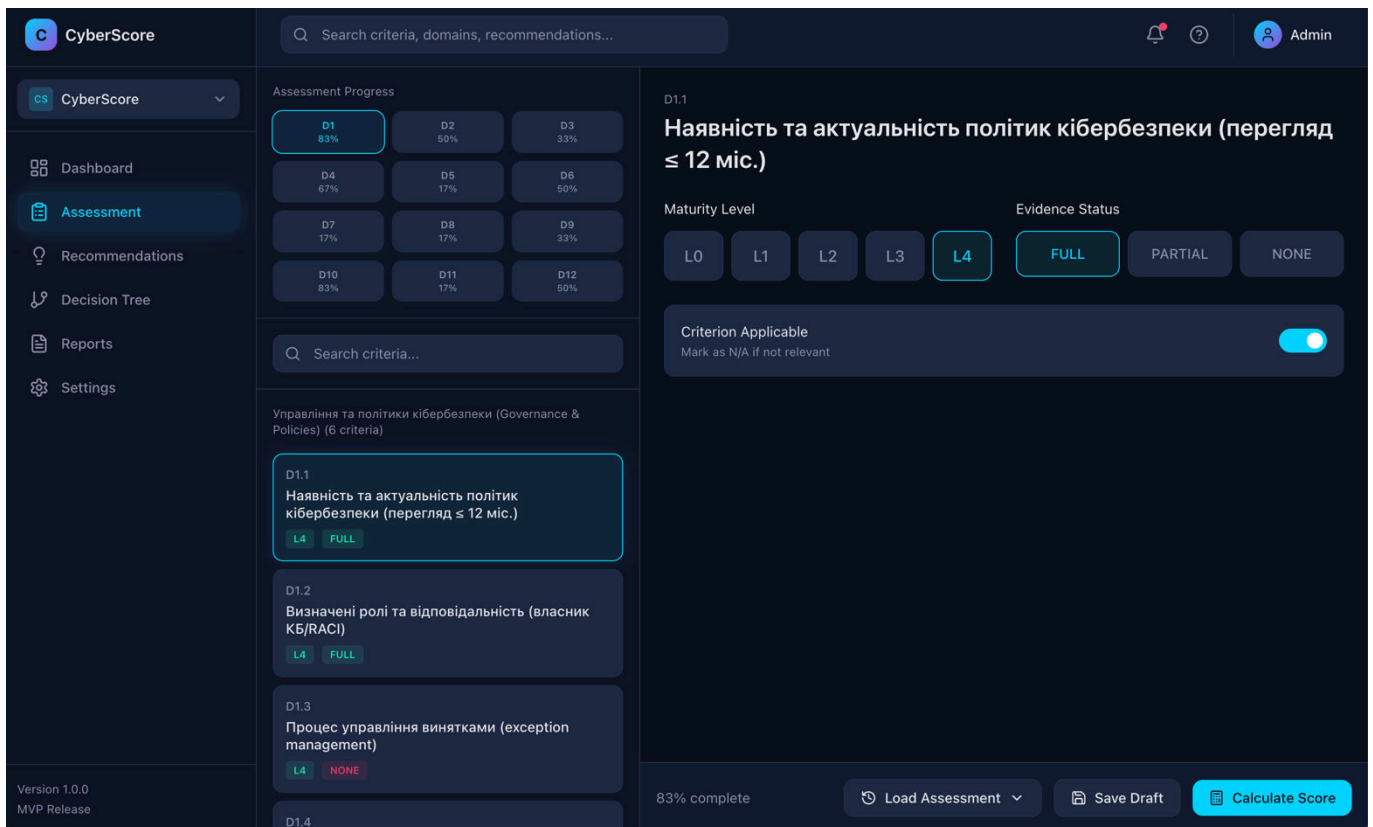 C CyberScore
Search criteria, domains, recommendations...
Admin
CS CyberScore
Dashboard
Assessment
Recommendations
Decision Tree
Reports
Settings
Version 1.0.0
MVP Release
Assessment Progress
D1 D2 D3
83% 50% 33%
D4 D5 D6
67% 17% 50%
D7 D8 D9
17% 17% 33%
D10 D11 D12
83% 17% 50%
Search criteria...
Управління та політики кібербезпеки (Governance &
Policies) (6 criteria)
D1.1
Наявність та актуальність політик
кібербезпеки (перегляд ≤ 12 міс.)
L4 FULL
D1.2
Визначені ролі та відповідальність (власник
КБ/RACI)
L4 FULL
D1.3
Процес управління винятками (exception
management)
L4 NONE
D1.4
D1.1
Наявність та актуальність політик кібербезпеки (перегляд
≤ 12 міс.)
Maturity Level Evidence Status
L0 L1 L2 L3 L4 FULL PARTIAL NONE
Criterion Applicable
Mark as N/A if not relevant
83% complete Load Assessment Save Draft Calculate Score